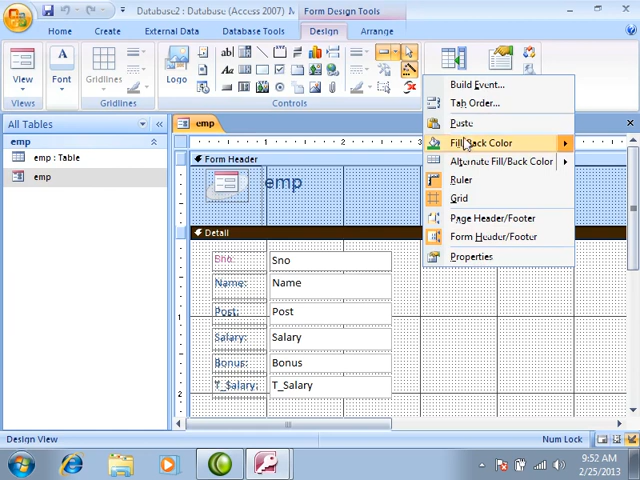 Database2 : Database (Access 2007)
Form Design Tools
Home
Create
External Data
Database Tools
Design
Arrange
View
Font
Gridlines
Logo
Gridlines
Controls
All Tables
emp
emp : Table
emp
emp
Form Header
emp
Detail
Sno:
Sno
Name:
Name
Post:
Post
Salary:
Salary
Bonus:
Bonus
T_Salary:
T_Salary
Build Event...
Tab Order...
Paste
Fill/Back Color
Alternate Fill/Back Color
Ruler
Grid
Page Header/Footer
Form Header/Footer
Properties
Design View
Num Lock
9:52 AM
2/25/2013